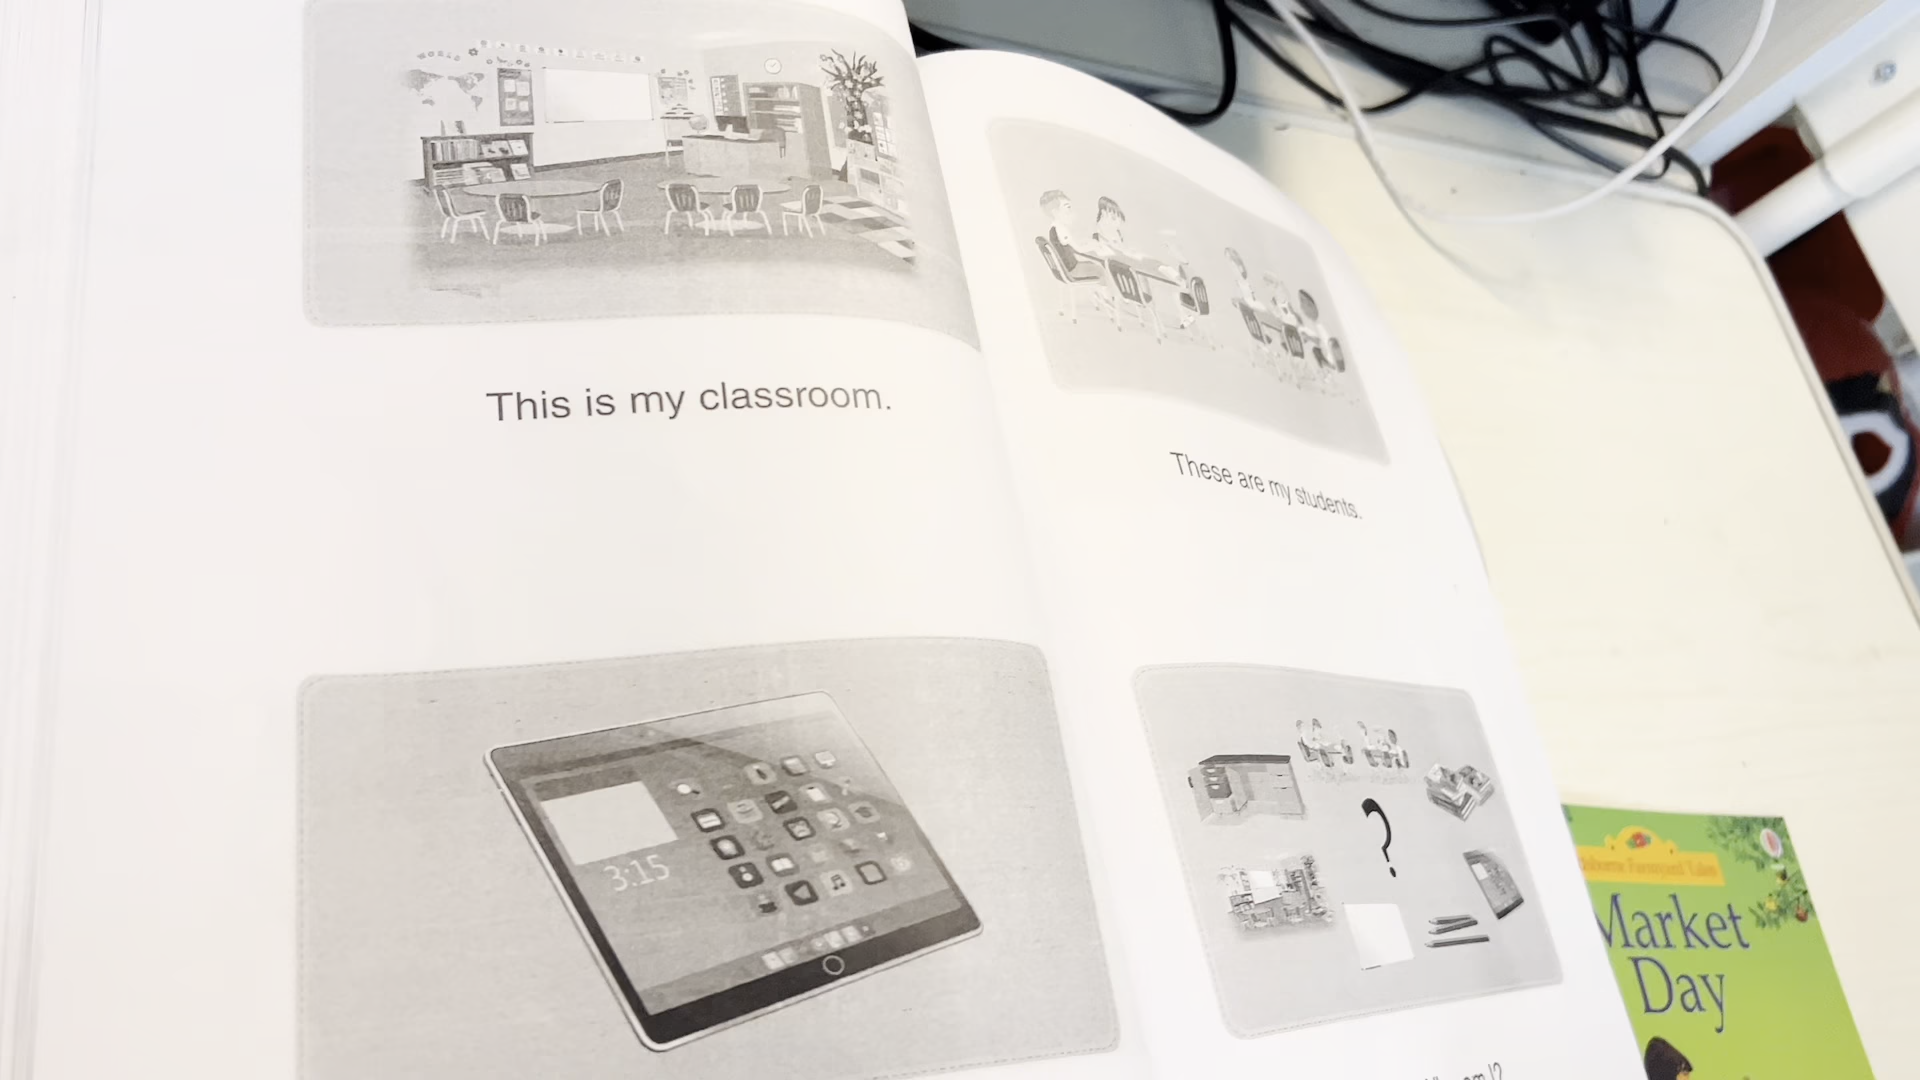 This is my classroom.
These are my students.
3:15
?
Market
Day